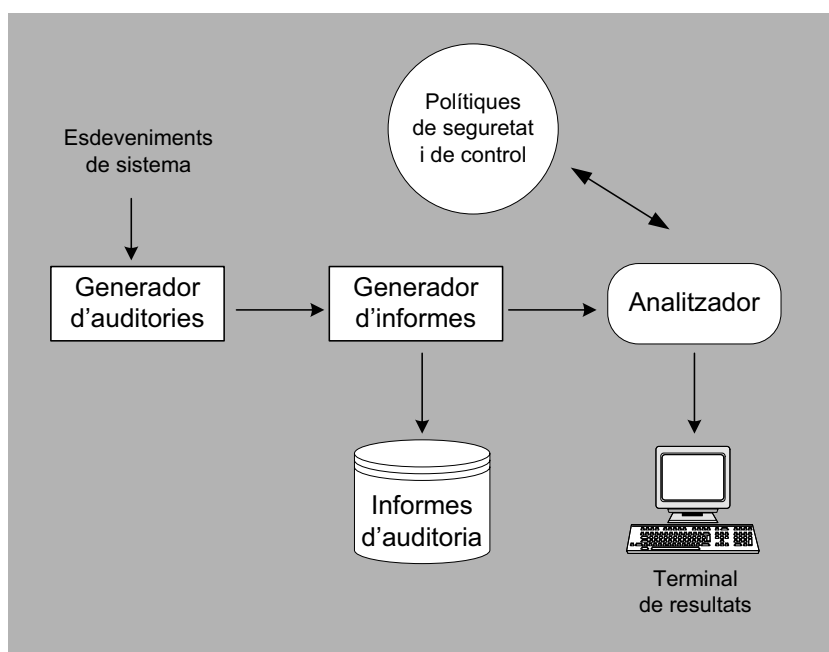 Polítiques
de seguretat
i de control
Esdeveniments
de sistema
Generador
d’auditories
Generador
d’informes
Analitzador
Informes
d’auditoria
Terminal
de resultats